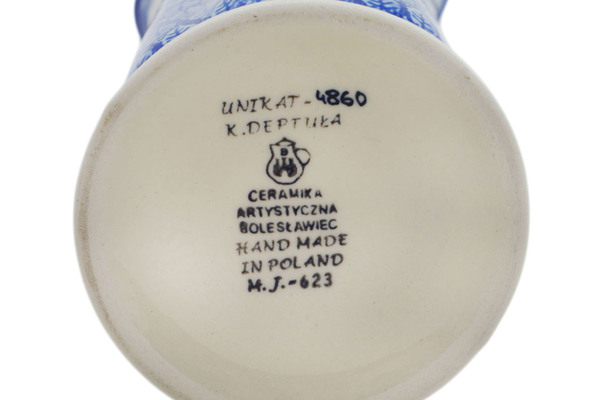 UNIKAT-4860
K. DEPTUŁA
B
CERAMIKA
ARTYSTYCZNA
BOLESŁAWIEC
HAND MADE
IN POLAND
M.J.-623